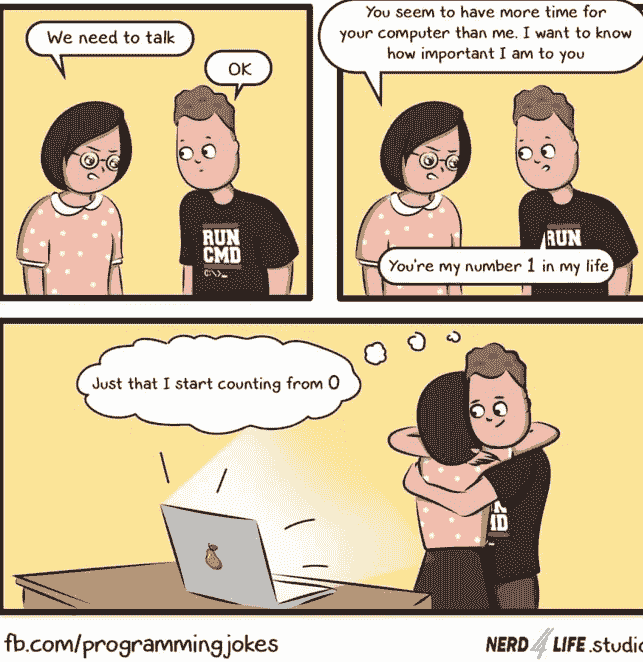 We need to talk
OK
RUN
CMD
C:\>_
You seem to have more time for
your computer than me. I want to know
how important I am to you
RUN
You're my number 1 in my life
Just that I start counting from 0
fb.com/programmingjokes
NERD 4 LIFE .studio